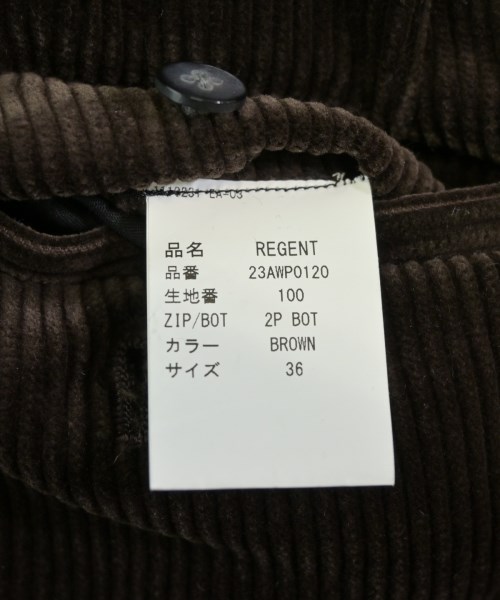 品名 REGENT
品番 23AWP0120
生地番 100
ZIP/BOT 2P BOT
カラー BROWN
サイズ 36